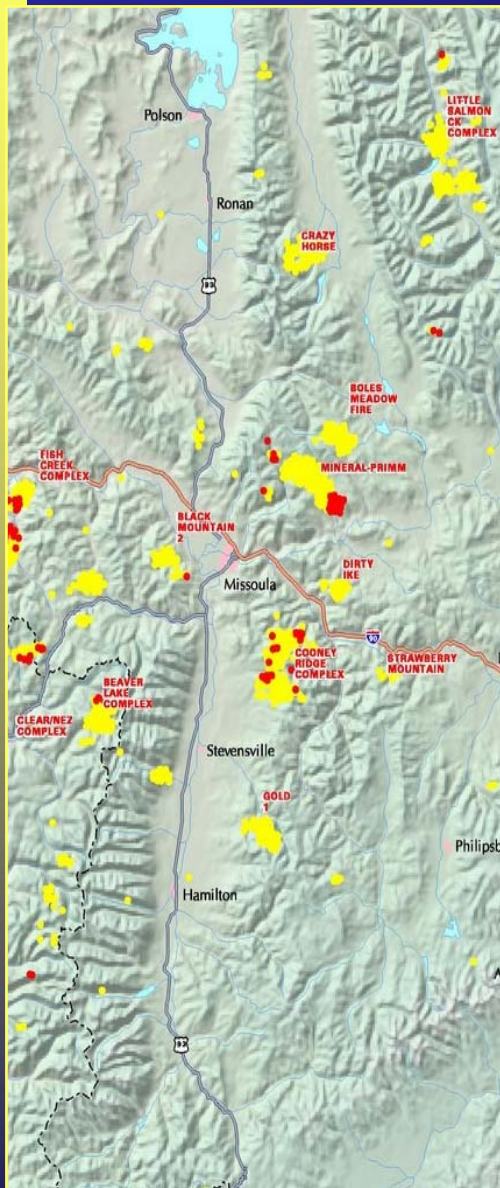 LITTLE
SALMON
CK
COMPLEX
Polson
Ronan
CRAZY
HORSE
93
BOLES
MEADOW
FIRE
FISH
CREEK
COMPLEX
MINERAL-PRIMM
BLACK
MOUNTAIN
2
Missoula
DIRTY
IKE
90
COONEY
RIDGE
COMPLEX
STRAWBERRY
MOUNTAIN
BEAVER
LAKE
COMPLEX
CLEAR/NEZ
COMPLEX
Stevensville
GOLD
1
Philipsb
Hamilton
A
93